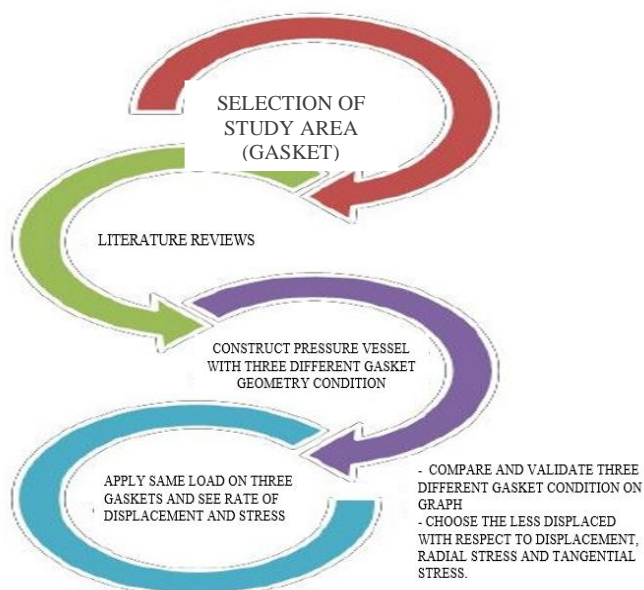 SELECTION OF
STUDY AREA
(GASKET)
LITERATURE REVIEWS
CONSTRUCT PRESSURE VESSEL
WITH THREE DIFFERENT GASKET
GEOMETRY CONDITION
APPLY SAME LOAD ON THREE
GASKETS AND SEE RATE OF
DISPLACEMENT AND STRESS
- COMPARE AND VALIDATE THREE
DIFFERENT GASKET CONDITION ON
GRAPH
- CHOOSE THE LESS DISPLACED
WITH RESPECT TO DISPLACEMENT,
RADIAL STRESS AND TANGENTIAL
STRESS.